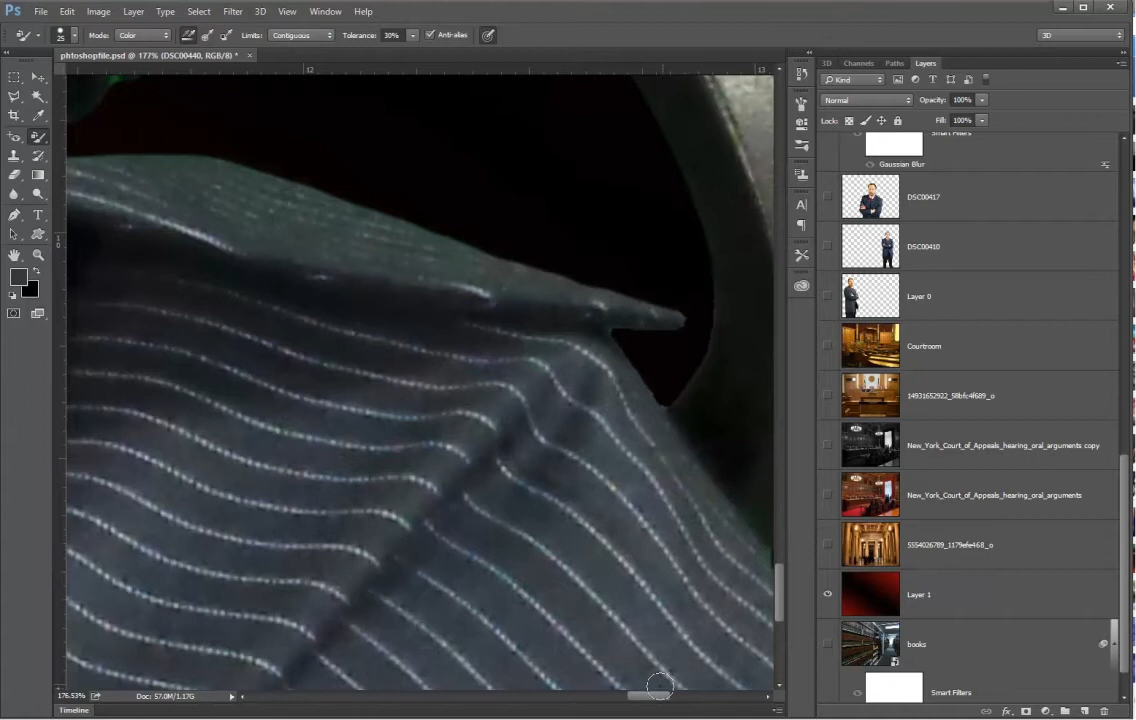 Ps File Edit Image Layer Type Select Filter 3D View Window Help
25 Mode: Color Limits: Contiguous Tolerance: 30% Anti-alias 3D
phtoshopfile.psd @ 177% (DSC00440, RGB/8) * ×
12 13
3D Channels Paths Layers
Kind
Normal Opacity: 100%
Lock: Fill: 100%
Smart Filters
Gaussian Blur
DSC00417
DSC00410
Layer 0
Courtroom
14931652922_58bfc4f689_o
New_York_Court_of_Appeals_hearing_oral_arguments copy
New_York_Court_of_Appeals_hearing_oral_arguments
5554026789_1179efe468_o
Layer 1
books
Smart Filters
176.53% Doc: 57.0M/1.17G
Timeline